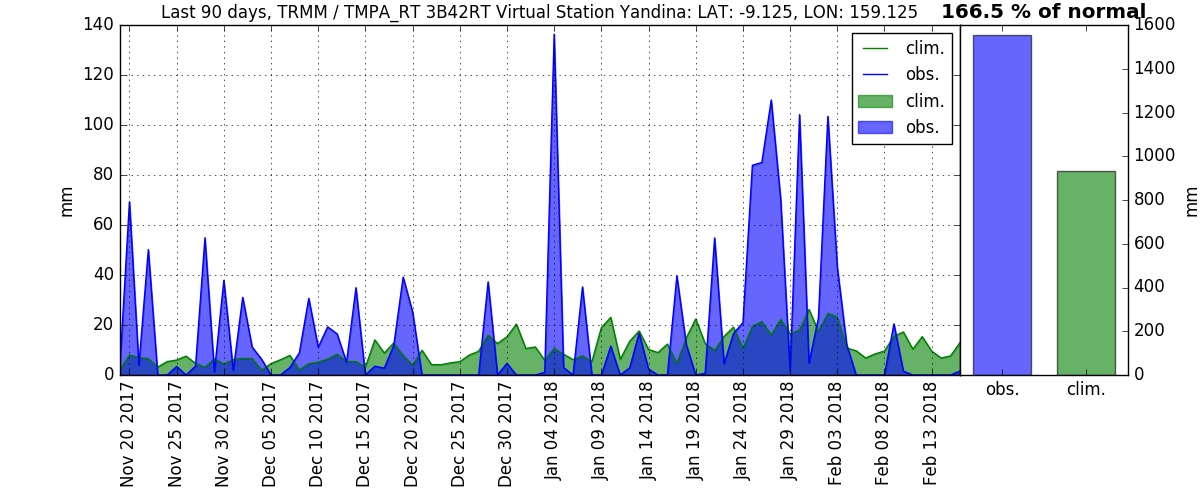 Last 90 days, TRMM / TMPA_RT 3B42RT Virtual Station Yandina: LAT: -9.125, LON: 159.125
166.5 % of normal
140
120
100
80
60
40
20
0
mm
clim.
obs.
clim.
obs.
1600
1400
1200
1000
800
600
400
200
0
mm
obs.
clim.
Nov 20 2017
Nov 25 2017
Nov 30 2017
Dec 05 2017
Dec 10 2017
Dec 15 2017
Dec 20 2017
Dec 25 2017
Dec 30 2017
Jan 04 2018
Jan 09 2018
Jan 14 2018
Jan 19 2018
Jan 24 2018
Jan 29 2018
Feb 03 2018
Feb 08 2018
Feb 13 2018